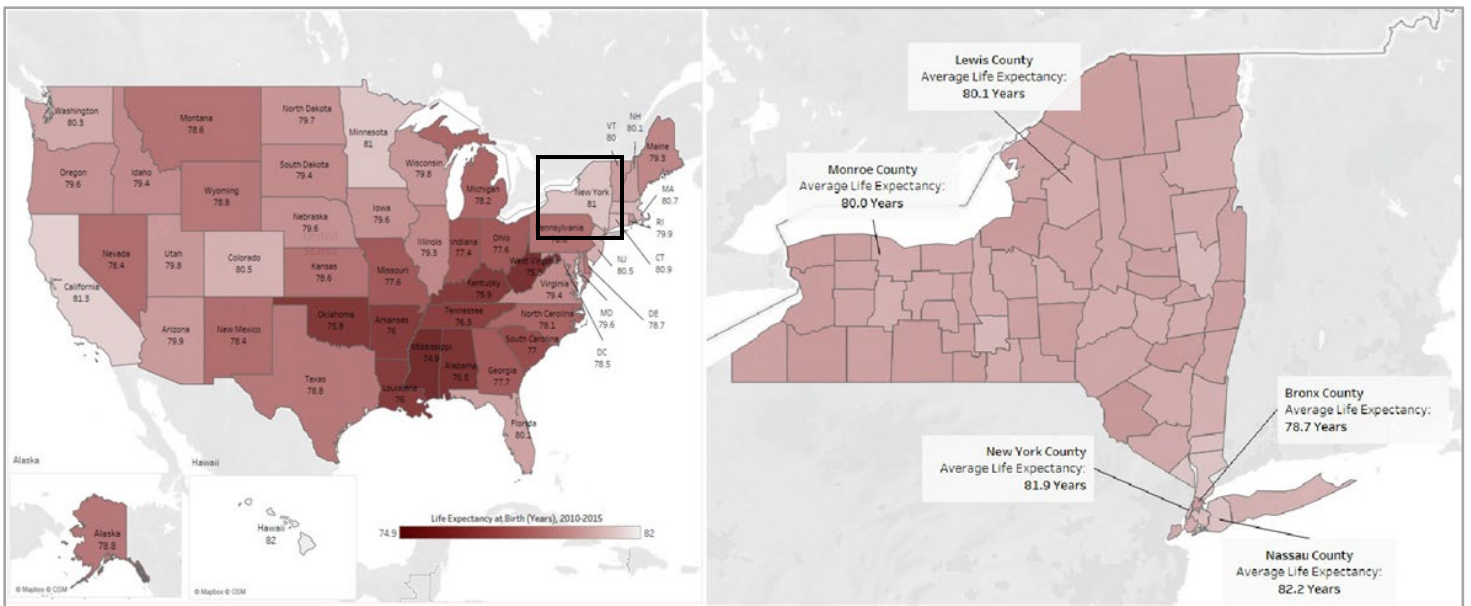 Washington
80.3
Montana
78.6
North Dakota
79.7
Minnesota
81
VT
80
NH
80.1
Maine
79.3
Oregon
79.6
Idaho
79.4
Wyoming
78.8
South Dakota
79.4
Wisconsin
79.8
Michigan
78.2
New York
81
MA
80.7
RI
79.9
CT
80.9
NJ
80.5
Nevada
78.4
Utah
79.8
Colorado
80.5
Nebraska
79.6
Iowa
79.6
Illinois
79.3
Indiana
77.4
Ohio
77.6
ennsylvania
California
81.3
Kansas
78.6
Missouri
77.6
Kentucky
75.9
West Virginia
Virginia
79.4
MD
79.6
DE
78.7
DC
78.5
Arizona
79.9
New Mexico
78.4
Oklahoma
75.8
Arkansas
76
Tennessee
76.3
North Carolina
78.1
South Carolina
77
Texas
78.8
Louisiana
76
Mississippi
74.9
Alabama
75.5
Georgia
77.7
Florida
80.1
United
States
Alaska
Hawaii
Alaska
78.8
Hawaii
82
© Mapbox © OSM
© Mapbox © OSM
Life Expectancy at Birth (Years), 2010-2015
74.9
82
Lewis County
Average Life Expectancy:
80.1 Years
Monroe County
Average Life Expectancy:
80.0 Years
Bronx County
Average Life Expectancy:
78.7 Years
New York County
Average Life Expectancy:
81.9 Years
Nassau County
Average Life Expectancy:
82.2 Years